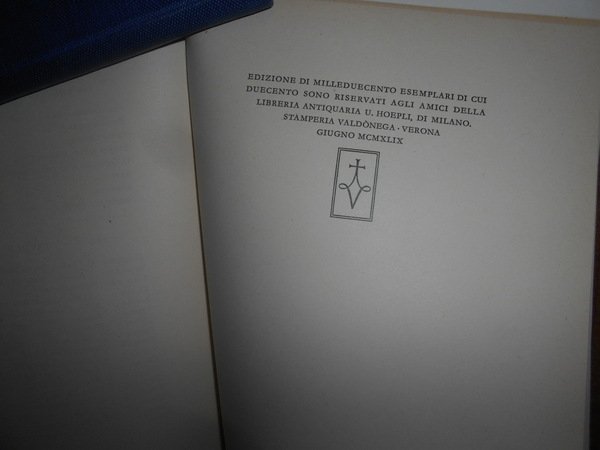 EDIZIONE DI MILLEDUECENTO ESEMPLARI DI CUI
DUECENTO SONO RISERVATI AGLI AMICI DELLA
LIBRERIA ANTIQUARIA U. HOEPLI, DI MILANO.
STAMPERIA VALDÒNEGA · VERONA
GIUGNO MCMXLIX